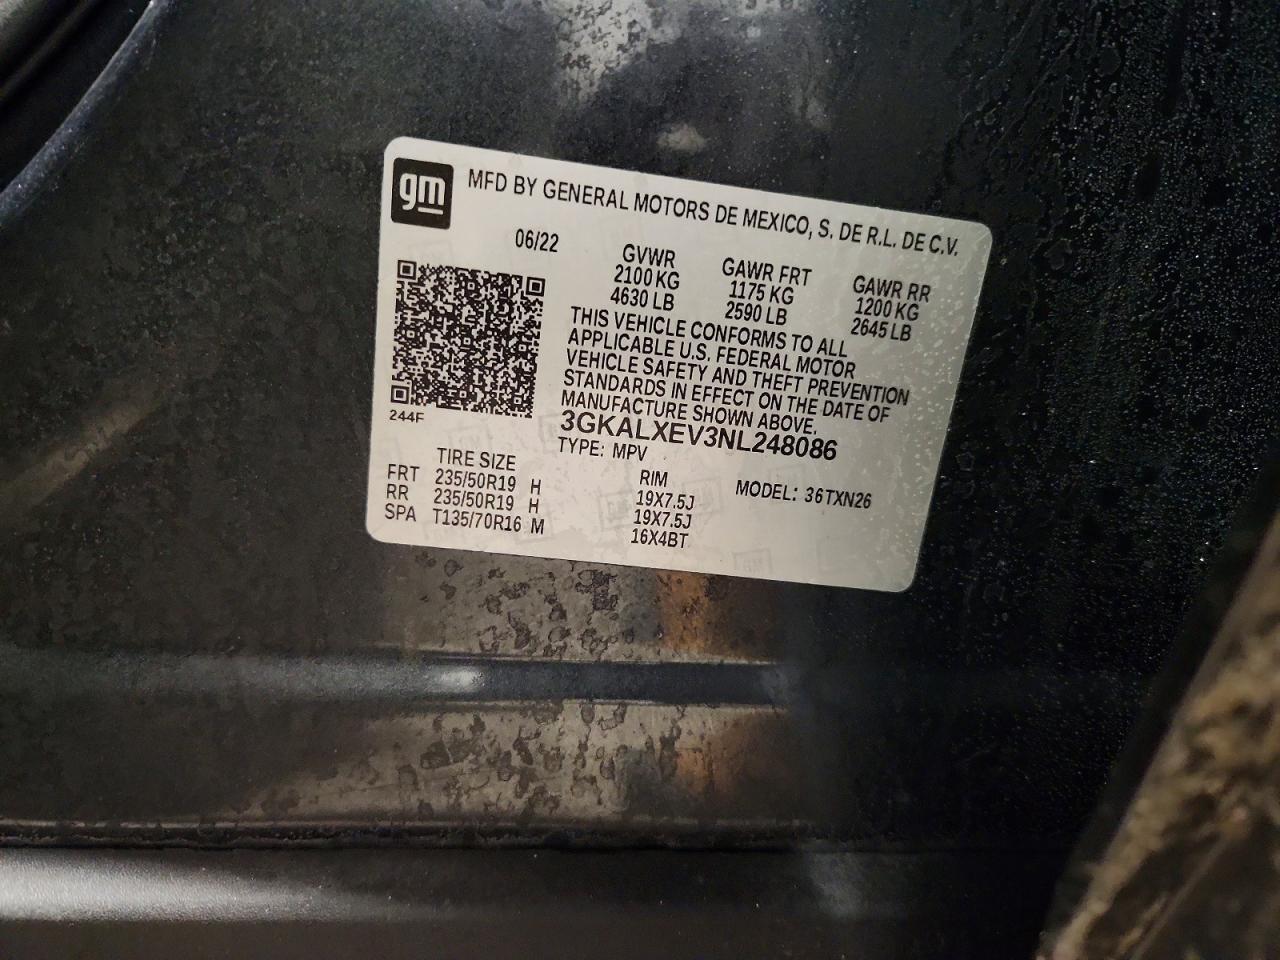 gm
MFD BY GENERAL MOTORS DE MEXICO, S. DE R.L. DE C.V.
06/22
GVWR
2100 KG
4630 LB
GAWR FRT
1175 KG
2590 LB
GAWR RR
1200 KG
2645 LB
THIS VEHICLE CONFORMS TO ALL
APPLICABLE U.S. FEDERAL MOTOR
VEHICLE SAFETY AND THEFT PREVENTION
STANDARDS IN EFFECT ON THE DATE OF
MANUFACTURE SHOWN ABOVE.
244F
3GKALXEV3NL248086
TYPE: MPV
TIRE SIZE RIM MODEL: 36TXN26
FRT 235/50R19 H 19X7.5J
RR 235/50R19 H 19X7.5J
SPA T135/70R16 M 16X4BT